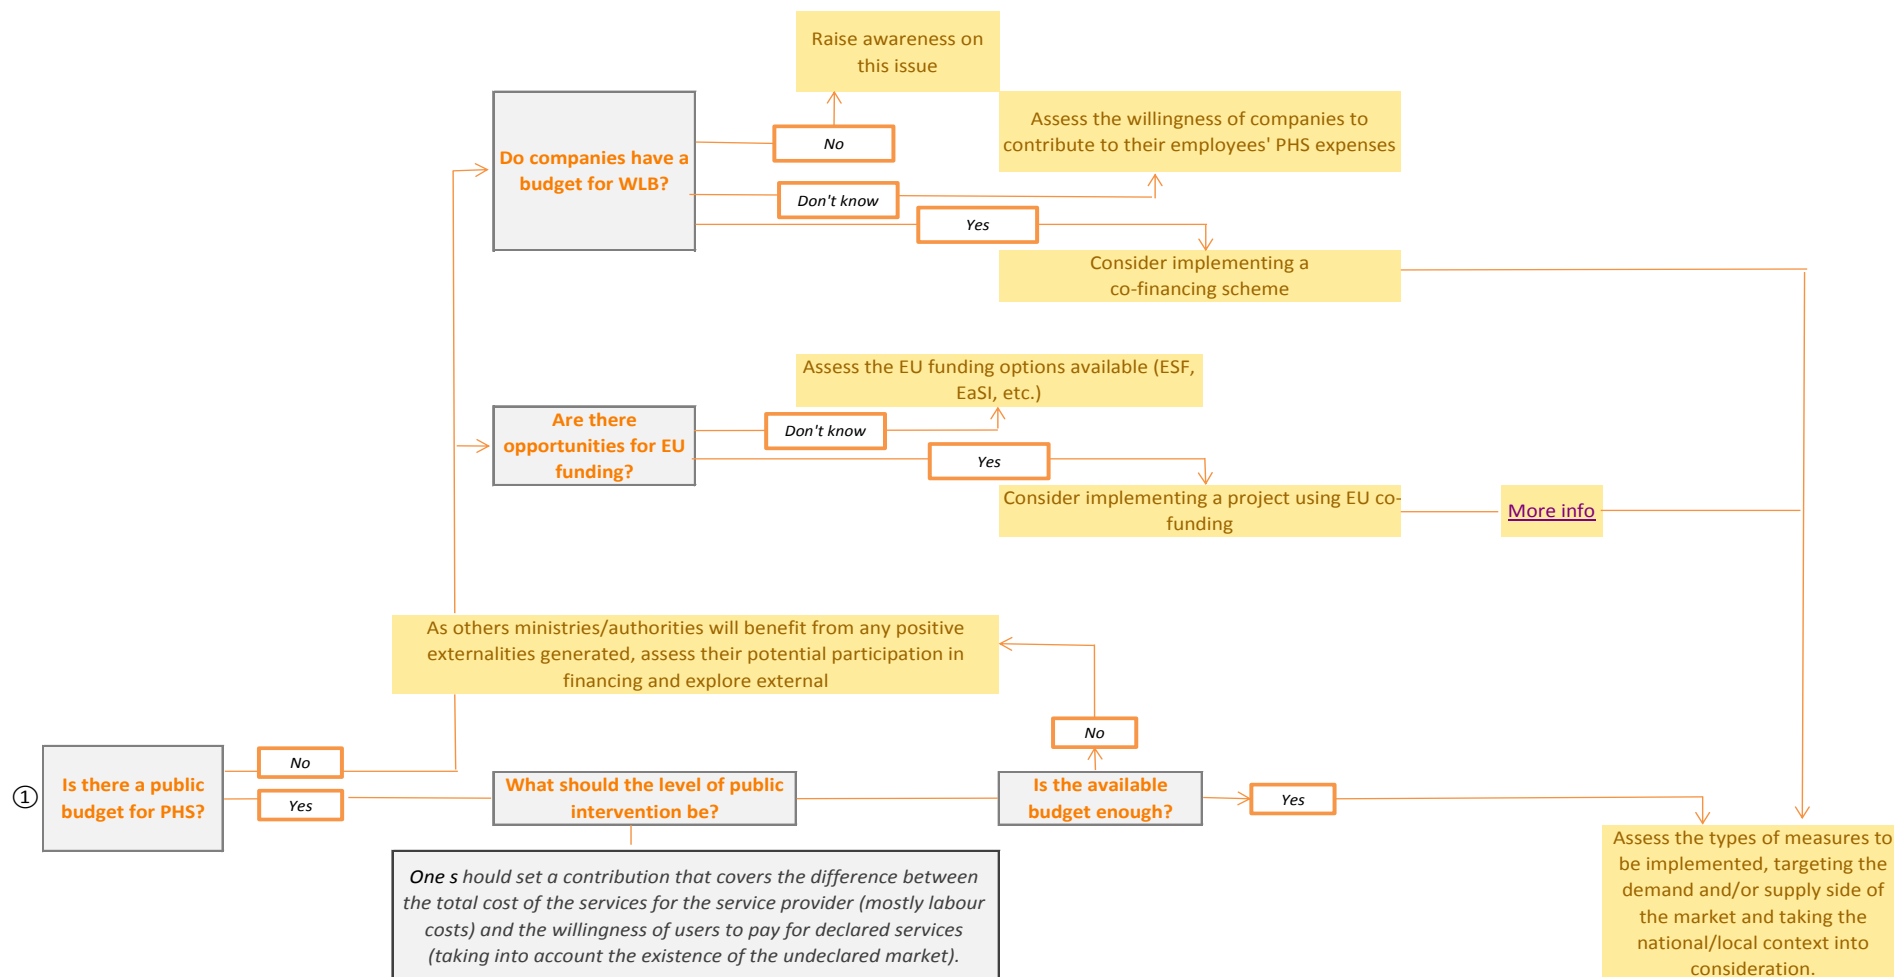 Raise awareness on
this issue
Do companies have a
budget for WLB?
No
Assess the willingness of companies to
contribute to their employees' PHS expenses
Don't know
Yes
Consider implementing a
co-financing scheme
Assess the EU funding options available (ESF,
EaSI, etc.)
Are there
opportunities for EU
funding?
Don't know
Yes
Consider implementing a project using EU co-
funding
More info
As others ministries/authorities will benefit from any positive
externalities generated, assess their potential participation in
financing and explore external
No
①
Is there a public
budget for PHS?
No
Yes
What should the level of public
intervention be?
Is the available
budget enough?
Yes
One s hould set a contribution that covers the difference between
the total cost of the services for the service provider (mostly labour
costs) and the willingness of users to pay for declared services
(taking into account the existence of the undeclared market).
Assess the types of measures to
be implemented, targeting the
demand and/or supply side of
the market and taking the
national/local context into
consideration.